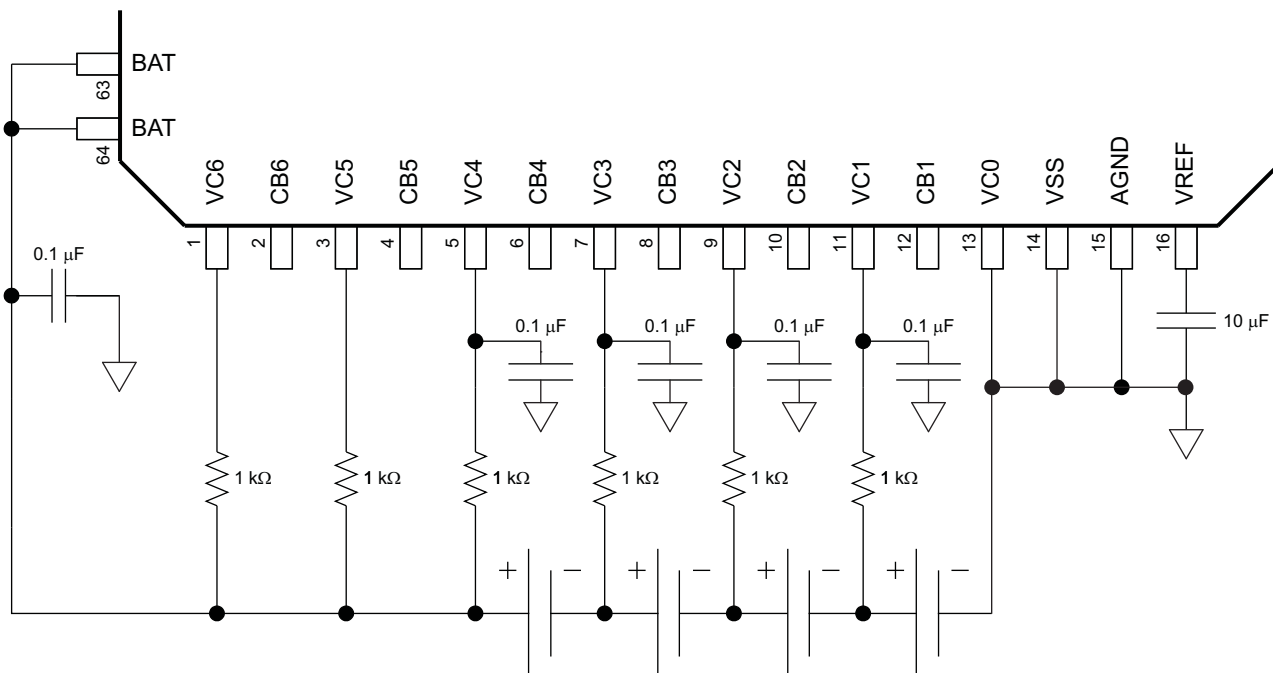 BAT
63
BAT
64
VC6
CB6
VC5
CB5
VC4
CB4
VC3
CB3
VC2
CB2
VC1
CB1
VC0
VSS
AGND
VREF
1
2
3
4
5
6
7
8
9
10
11
12
13
14
15
16
0.1 μF
0.1 μF
0.1 μF
0.1 μF
0.1 μF
10 μF
1 kΩ
1 kΩ
1 kΩ
1 kΩ
1 kΩ
1 kΩ
+ −
+ −
+ −
+ −